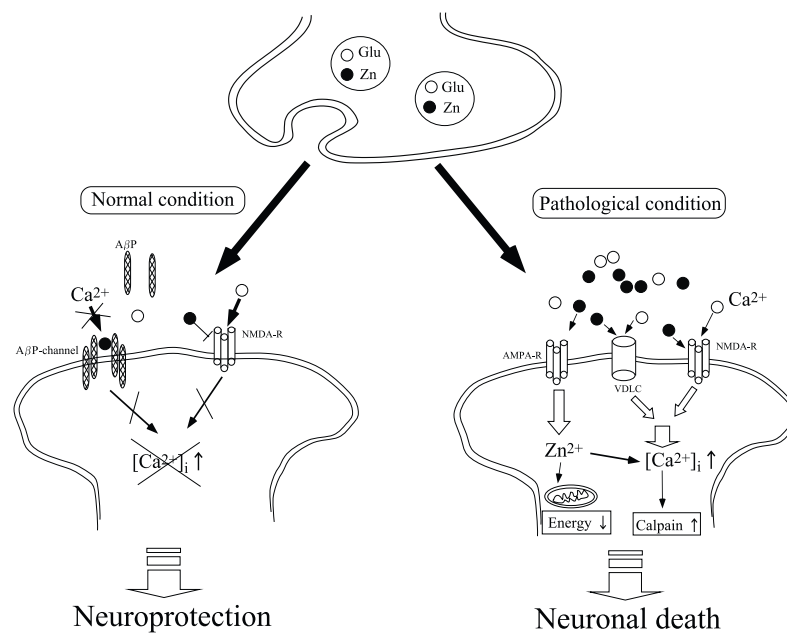 Glu
Zn
Glu
Zn
Normal condition
Pathological condition
AβP
Ca2+
NMDA-R
AβP-channel
[Ca2+]i ↑
Neuroprotection
Ca2+
AMPA-R
NMDA-R
VDLC
Zn2+
[Ca2+]i ↑
Energy ↓
Calpain ↑
Neuronal death